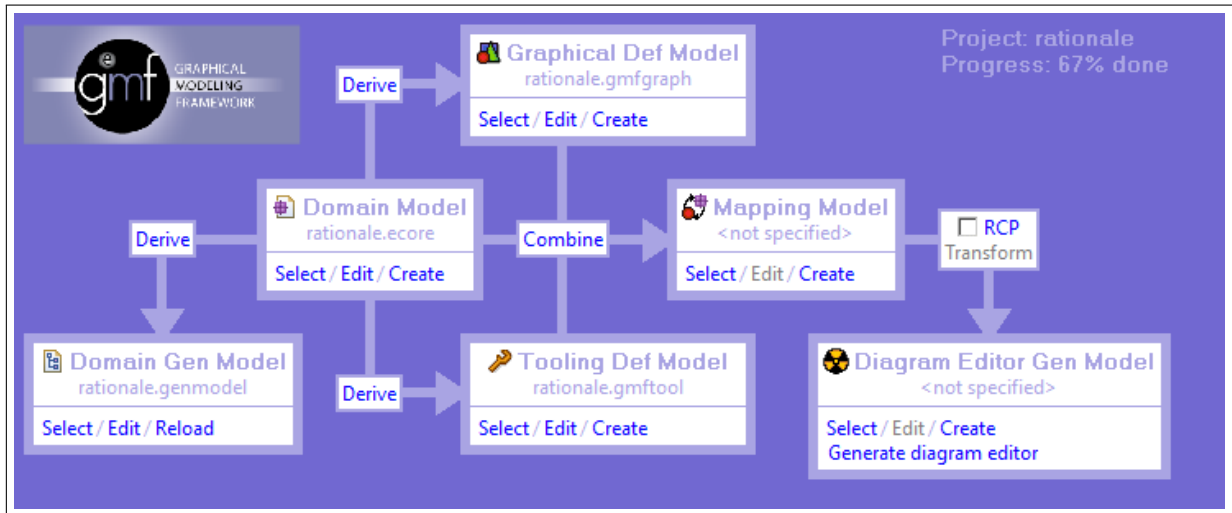 e
gmf
GRAPHICAL
MODELING
FRAMEWORK
Project: rationale
Progress: 67% done
Graphical Def Model
rationale.gmfgraph
Select / Edit / Create
Derive
Domain Model
rationale.ecore
Select / Edit / Create
Derive
Combine
Mapping Model
<not specified>
Select / Edit / Create
RCP
Transform
Domain Gen Model
rationale.genmodel
Select / Edit / Reload
Derive
Tooling Def Model
rationale.gmftool
Select / Edit / Create
Diagram Editor Gen Model
<not specified>
Select / Edit / Create
Generate diagram editor